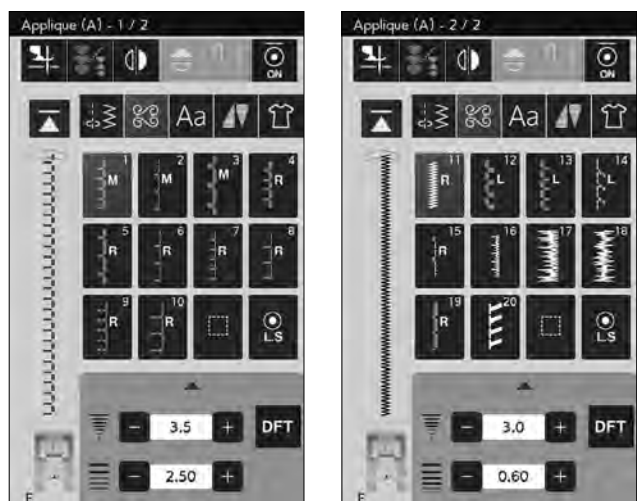 Applique (A) - 1 / 2
ON
Aa
1 2 3 4
M M M R
5 6 7 8
R R R R
9 10
R R L.S
3.5 DFT
2.50
F
Applique (A) - 2 / 2
ON
Aa
11 12 13 14
R L L L
15 16 17 18
R
19 20
R L.S
3.0 DFT
0.60
F